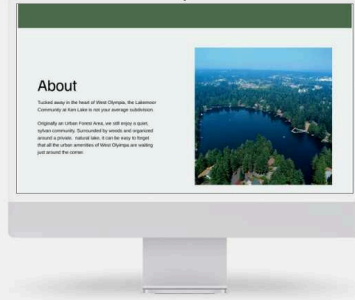 About
Tucked away in the heart of West Olympia, the Lakemoor
Community at Ken Lake is not your average subdivision.
Originally an Urban Forest Area, we still enjoy a quiet,
sylvan community. Surrounded by woods and organized
around a private, natural lake, it can be easy to forget
that all the urban amenities of West Olympia are waiting
just around the corner.